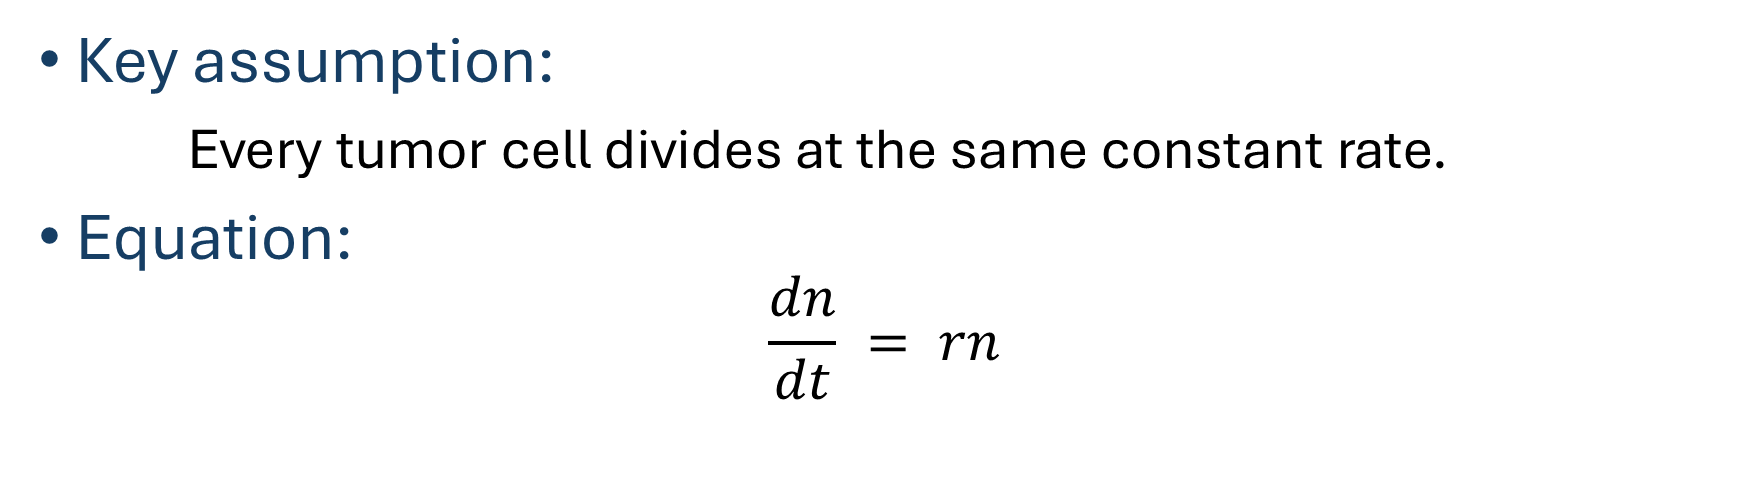 • Key assumption:
Every tumor cell divides at the same constant rate.
• Equation:
dn/dt = rn